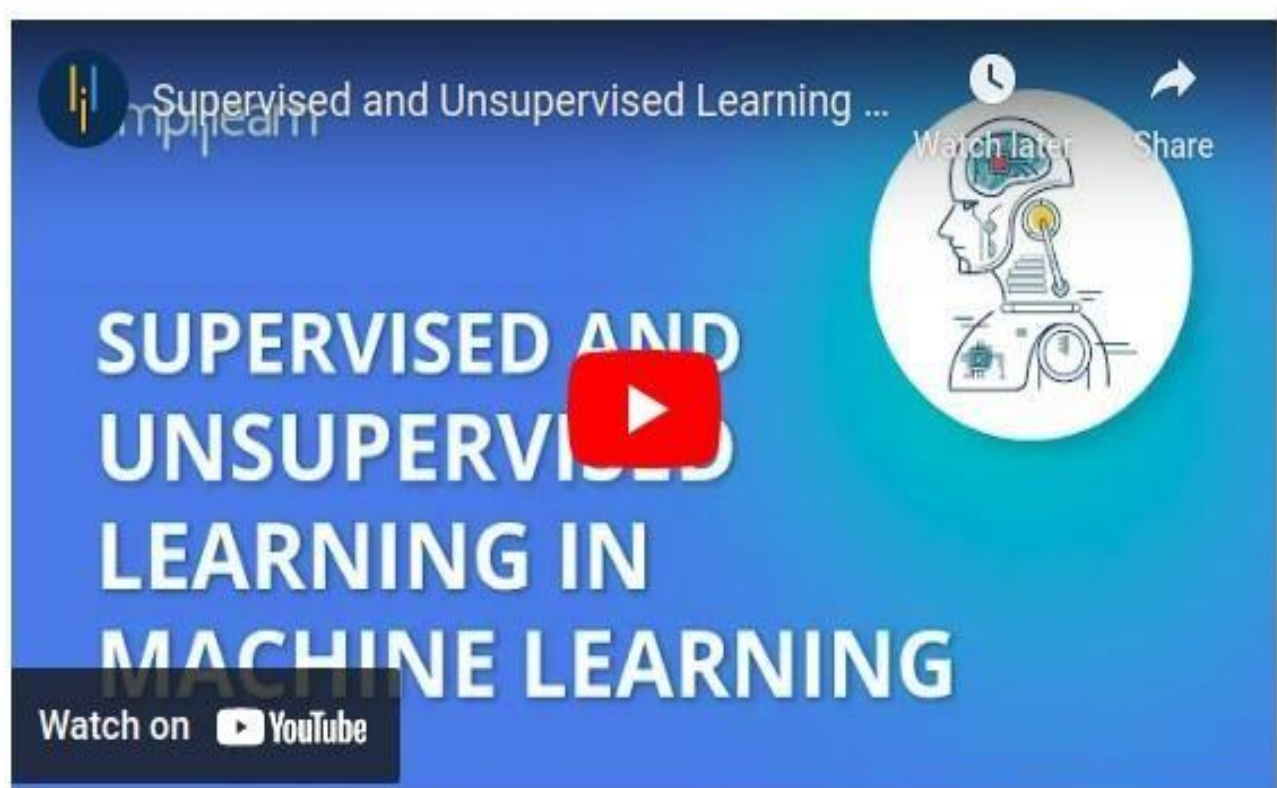 Supervised and Unsupervised Learning ...
Watch later
Share
SUPERVISED AND
UNSUPERVISED
LEARNING IN
MACHINE LEARNING
Watch on YouTube